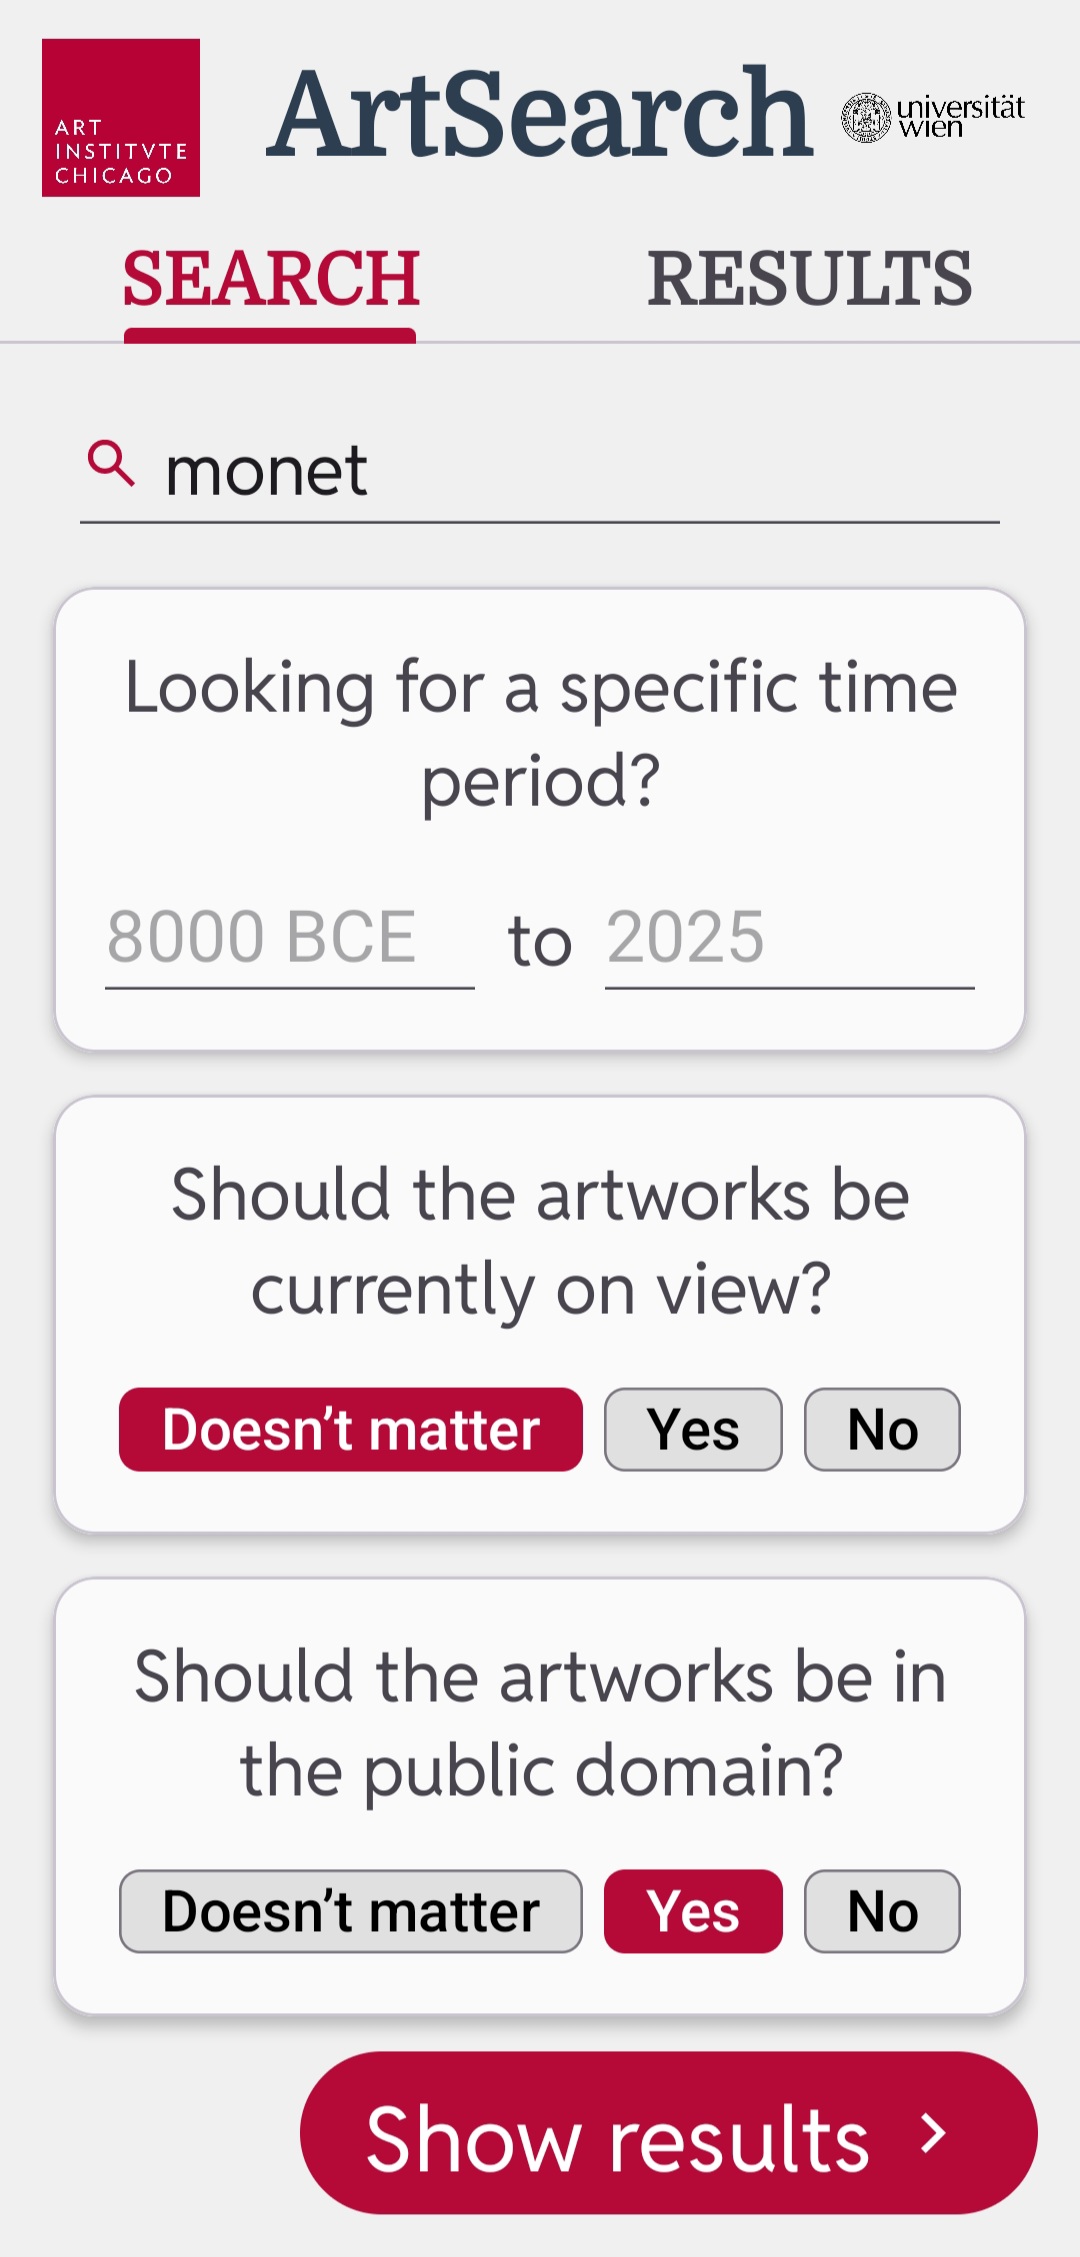 ART
INSTITVTE
CHICAGO
ArtSearch
universität
wien
SEARCH
RESULTS
monet
Looking for a specific time
period?
8000 BCE to 2025
Should the artworks be
currently on view?
Doesn't matter Yes No
Should the artworks be in
the public domain?
Doesn't matter Yes No
Show results